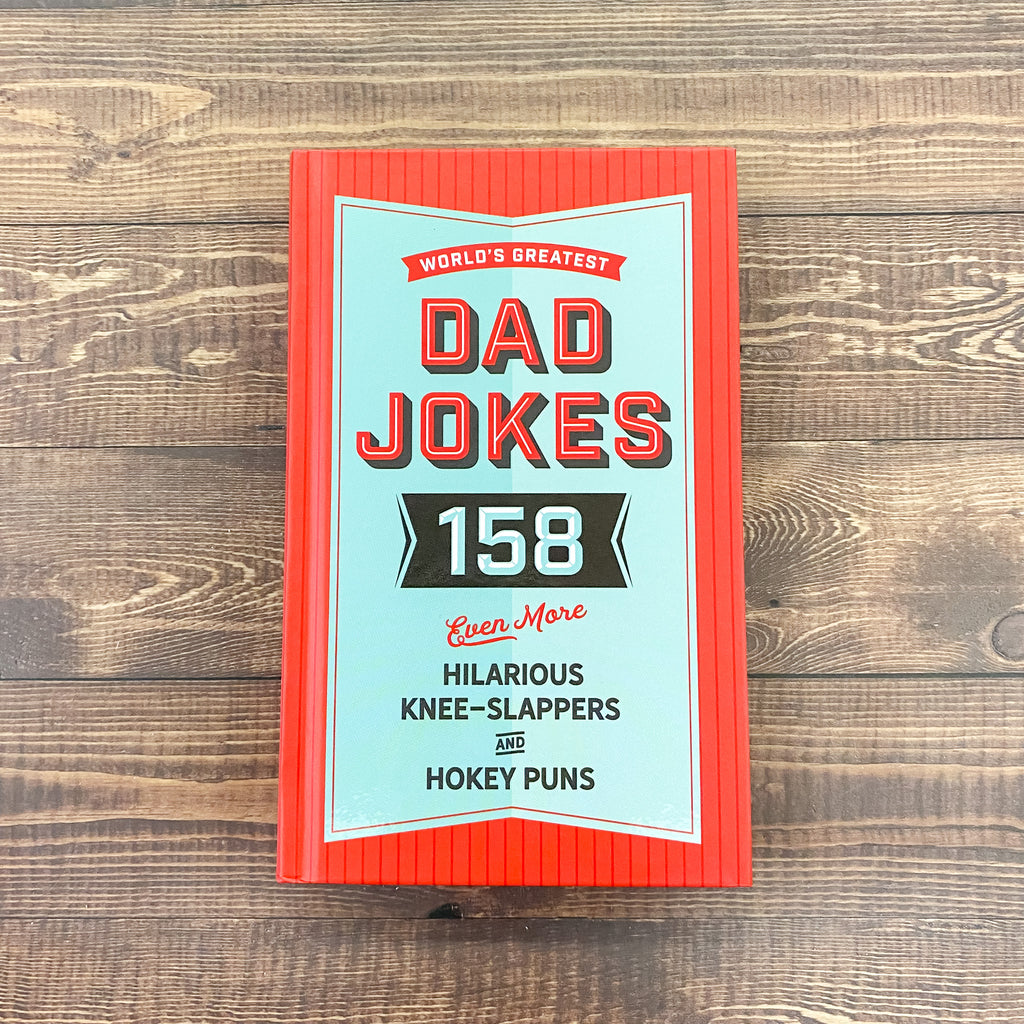 WORLD'S GREATEST
DAD
JOKES
158
Even More
HILARIOUS
KNEE-SLAPPERS
AND
HOKEY PUNS